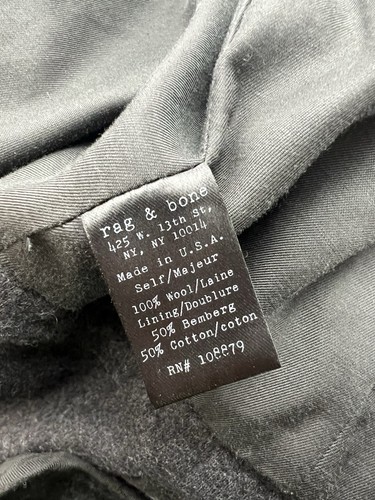 rag & bone
425 W. 13th St,
NY, NY 10014
Made in U.S.A.
Self/Majeur
100% Wool/Laine
Lining/Doublure
50% Bemberg
50% Cotton/coton
RN# 108879